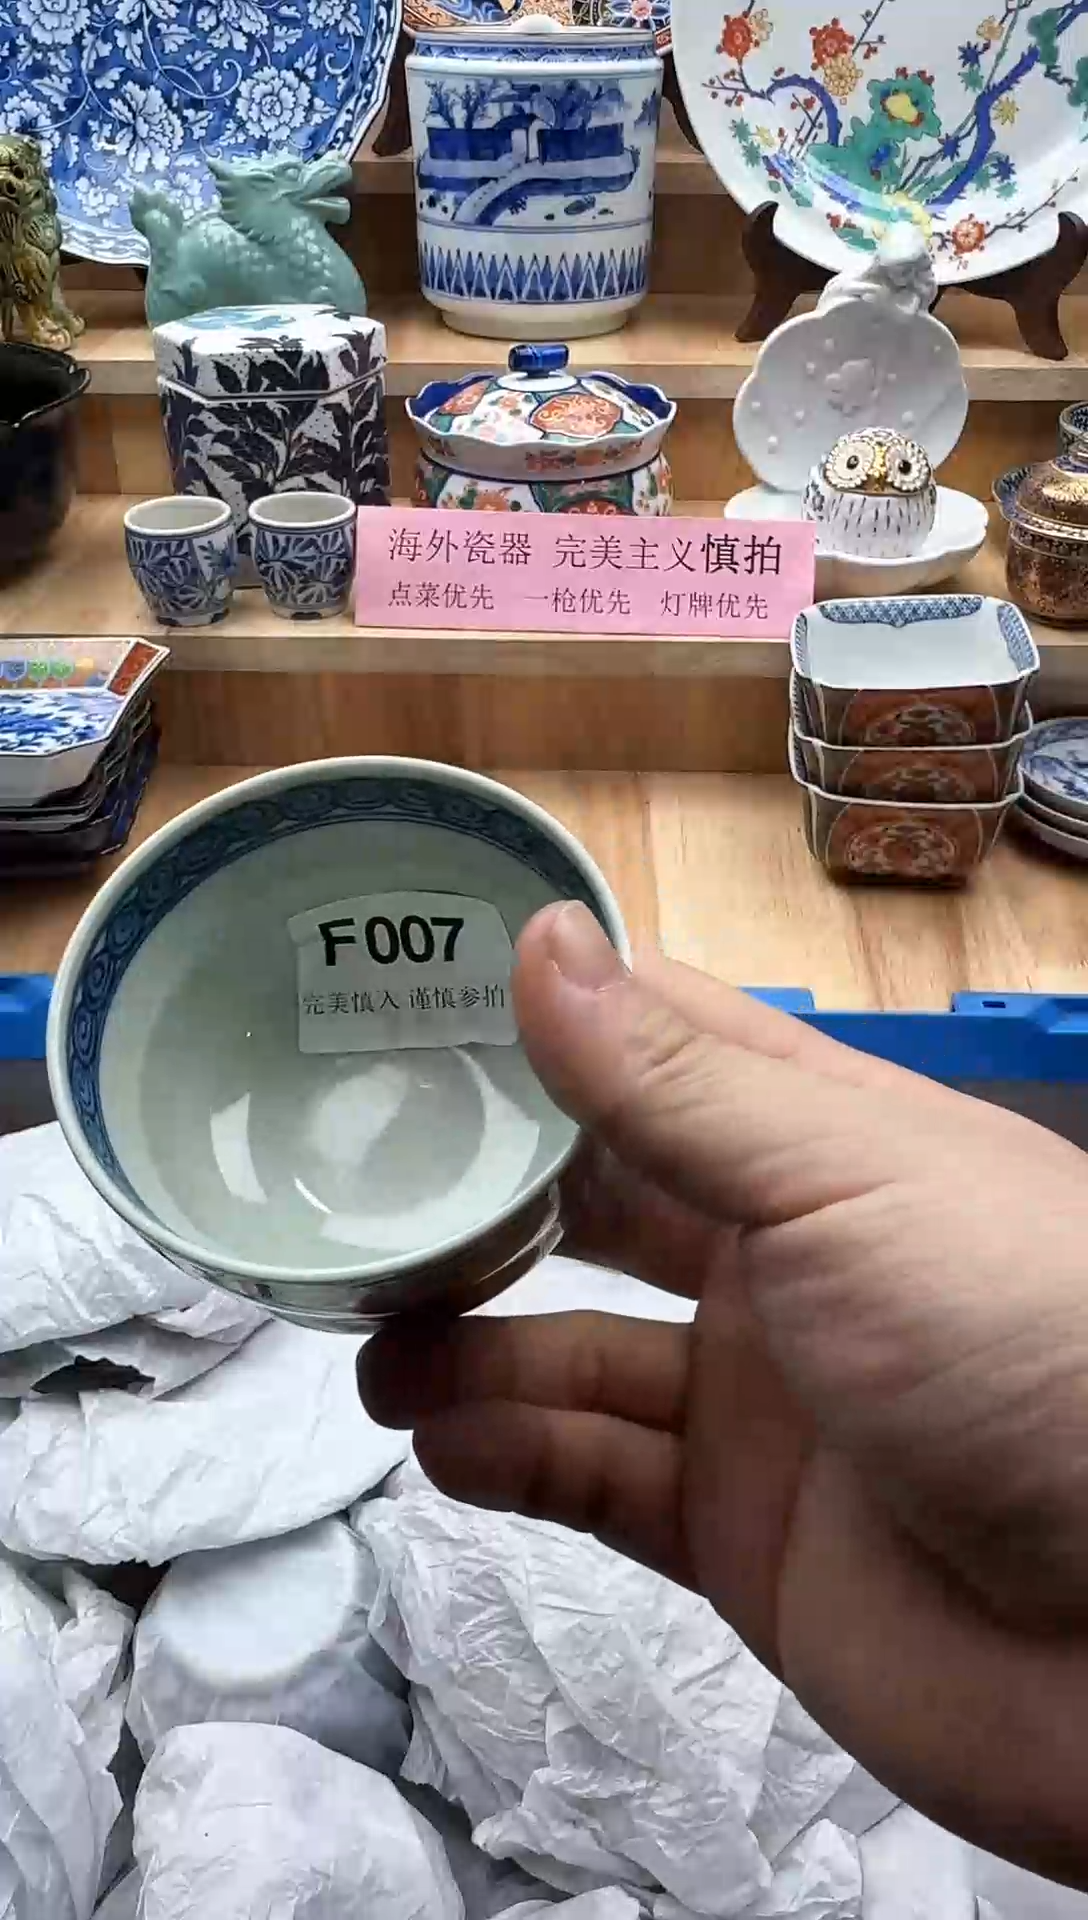 海外瓷器 完美主义慎拍
点菜优先 一枪优先 灯牌优先
F007
完美慎入 谨慎参拍